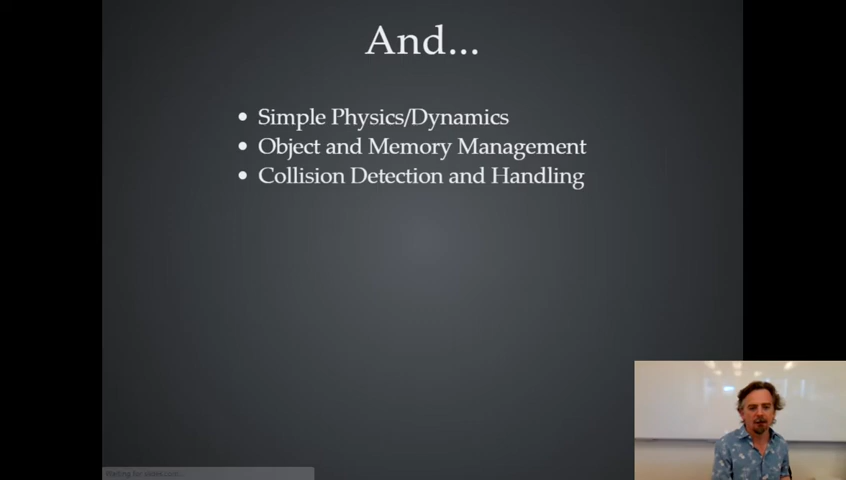 And...
• Simple Physics/Dynamics
• Object and Memory Management
• Collision Detection and Handling